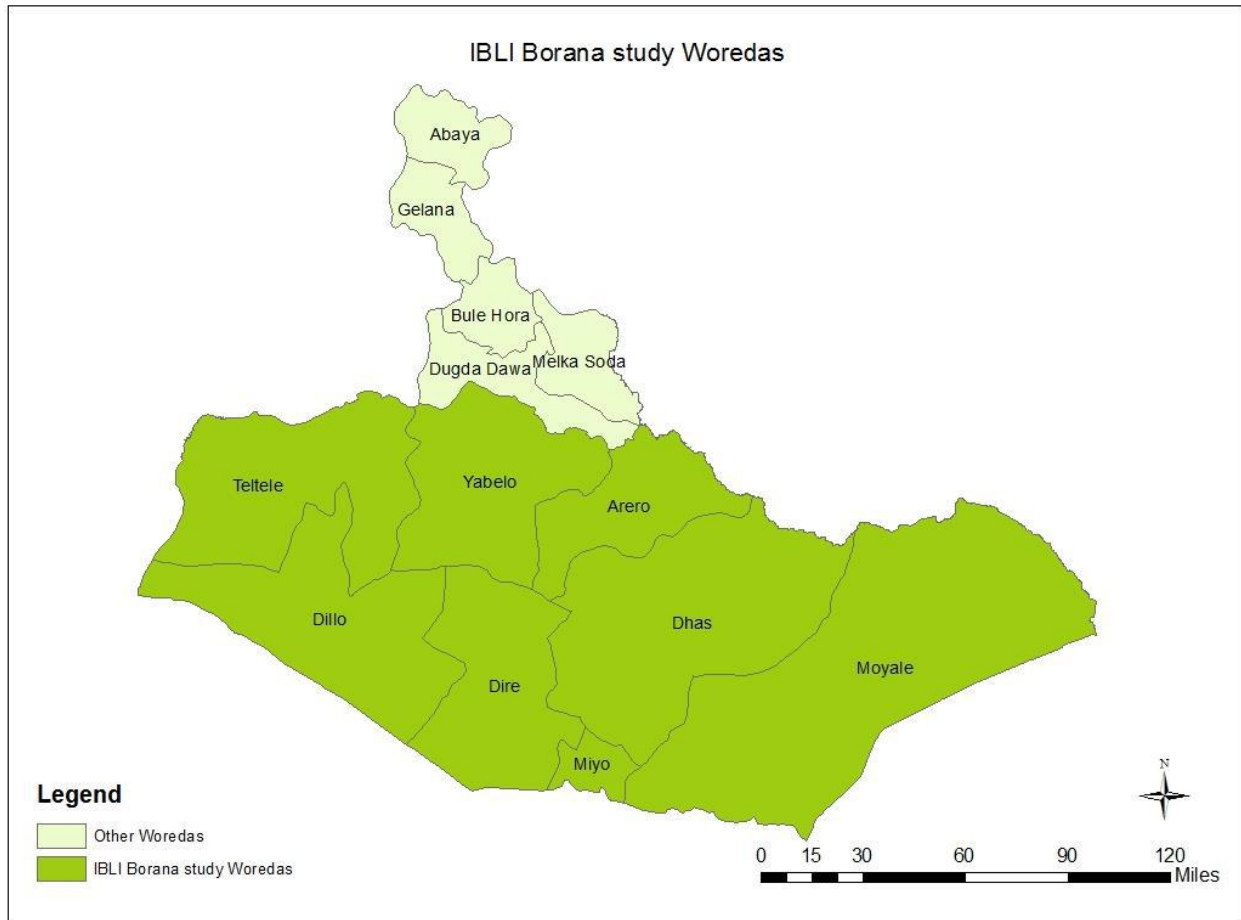 IBLI Borana study Woredas
Abaya
Gelana
Bule Hora
Melka Soda
Dugda Dawa
Teltele
Yabelo
Arero
Dillo
Dhas
Moyale
Dire
Miyo
N
Legend
Other Woredas
IBLI Borana study Woredas
0 15 30 60 90 120
Miles